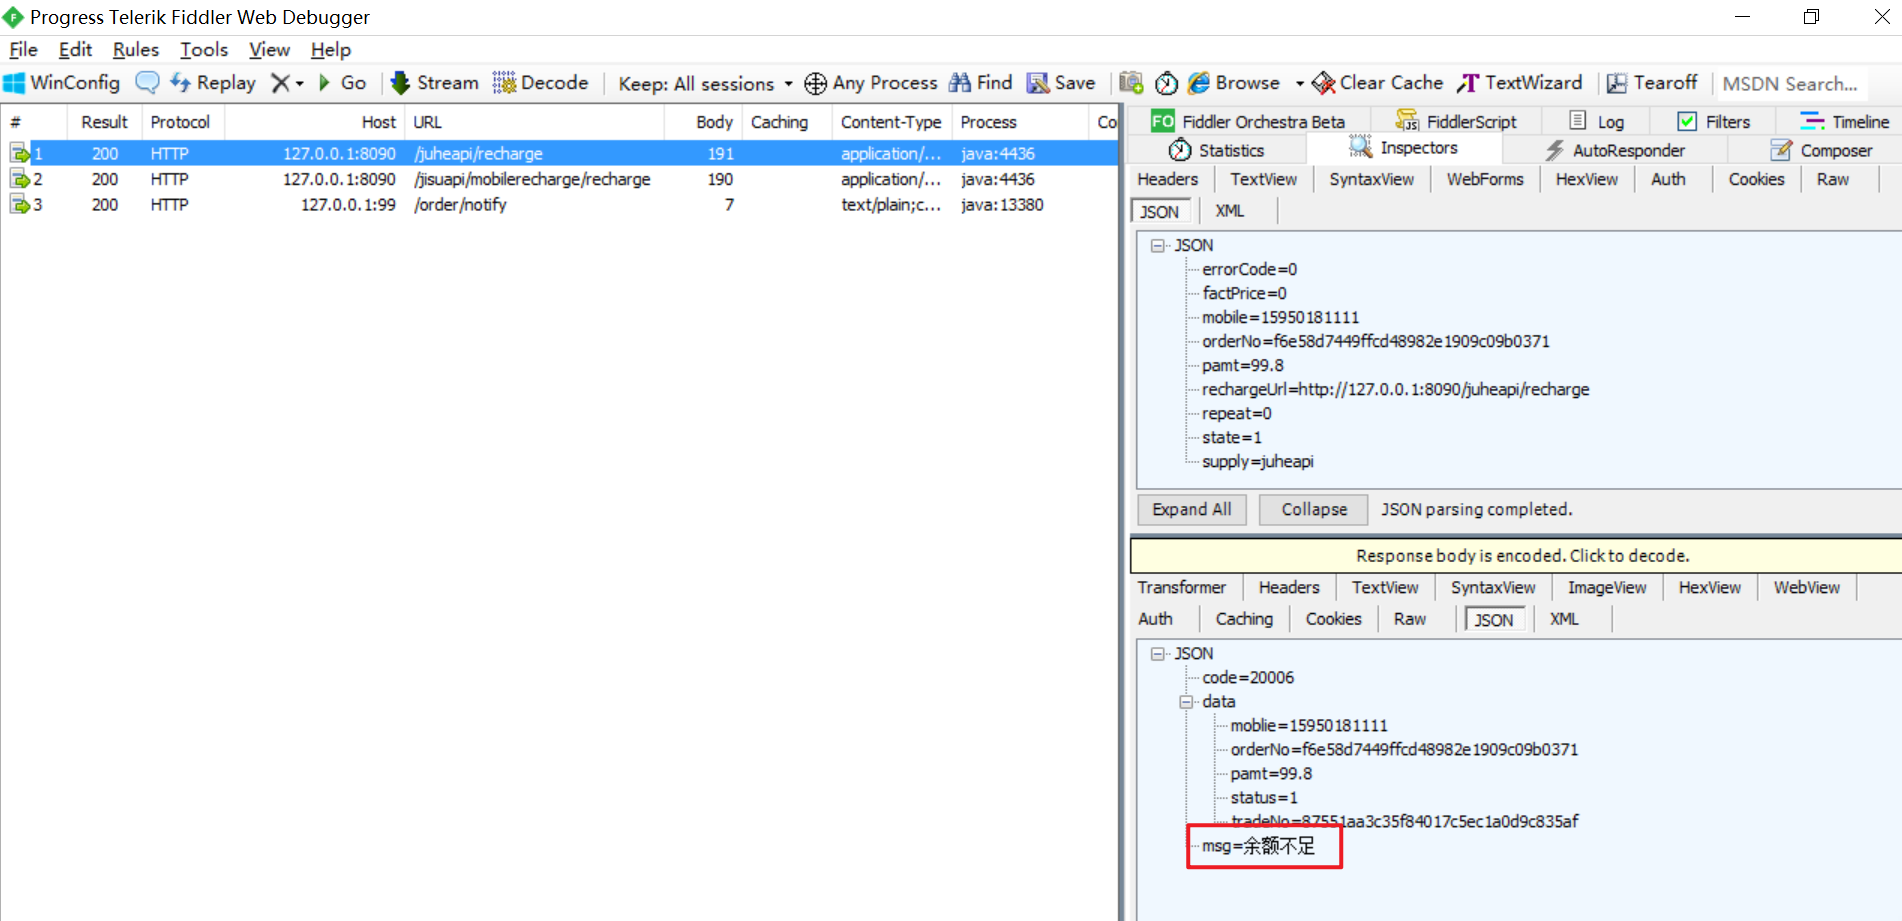 Progress Telerik Fiddler Web Debugger
File Edit Rules Tools View Help
WinConfig Replay Go Stream Decode Keep: All sessions Any Process Find Save Browse Clear Cache TextWizard Tearoff MSDN Search...
# Result Protocol Host URL Body Caching Content-Type Process Co
1 200 HTTP 127.0.0.1:8090 /juheapi/recharge 191 application/... java:4436
2 200 HTTP 127.0.0.1:8090 /jisuapi/mobilerecharge/recharge 190 application/... java:4436
3 200 HTTP 127.0.0.1:99 /order/notify 7 text/plain;c... java:13380
FO Fiddler Orchestra Beta FiddlerScript Log Filters Timeline
Statistics Inspectors AutoResponder Composer
Headers TextView SyntaxView WebForms HexView Auth Cookies Raw
JSON XML
JSON
errorCode=0
factPrice=0
mobile=15950181111
orderNo=f6e58d7449ffcd48982e1909c09b0371
pamt=99.8
rechargeUrl=http://127.0.0.1:8090/juheapi/recharge
repeat=0
state=1
supply=juheapi
Expand All Collapse JSON parsing completed.
Response body is encoded. Click to decode.
Transformer Headers TextView SyntaxView ImageView HexView WebView
Auth Caching Cookies Raw JSON XML
JSON
code=20006
data
moblie=15950181111
orderNo=f6e58d7449ffcd48982e1909c09b0371
pamt=99.8
status=1
tradeNo=87551aa3c35f84017c5ec1a0d9c835af
msg=余额不足